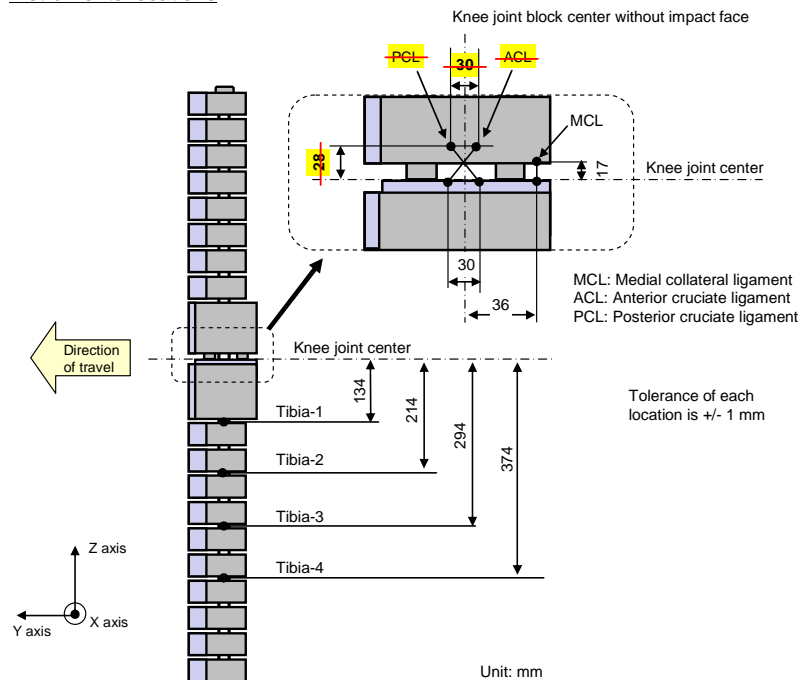 Knee joint block center without impact face
PCL
30
ACL
MCL
28
17
Knee joint center
30
36
MCL: Medial collateral ligament
ACL: Anterior cruciate ligament
PCL: Posterior cruciate ligament
Direction
of travel
Knee joint center
134
214
294
374
Tolerance of each
location is +/- 1 mm
Tibia-1
Tibia-2
Tibia-3
Tibia-4
Z axis
Y axis
X axis
Unit: mm